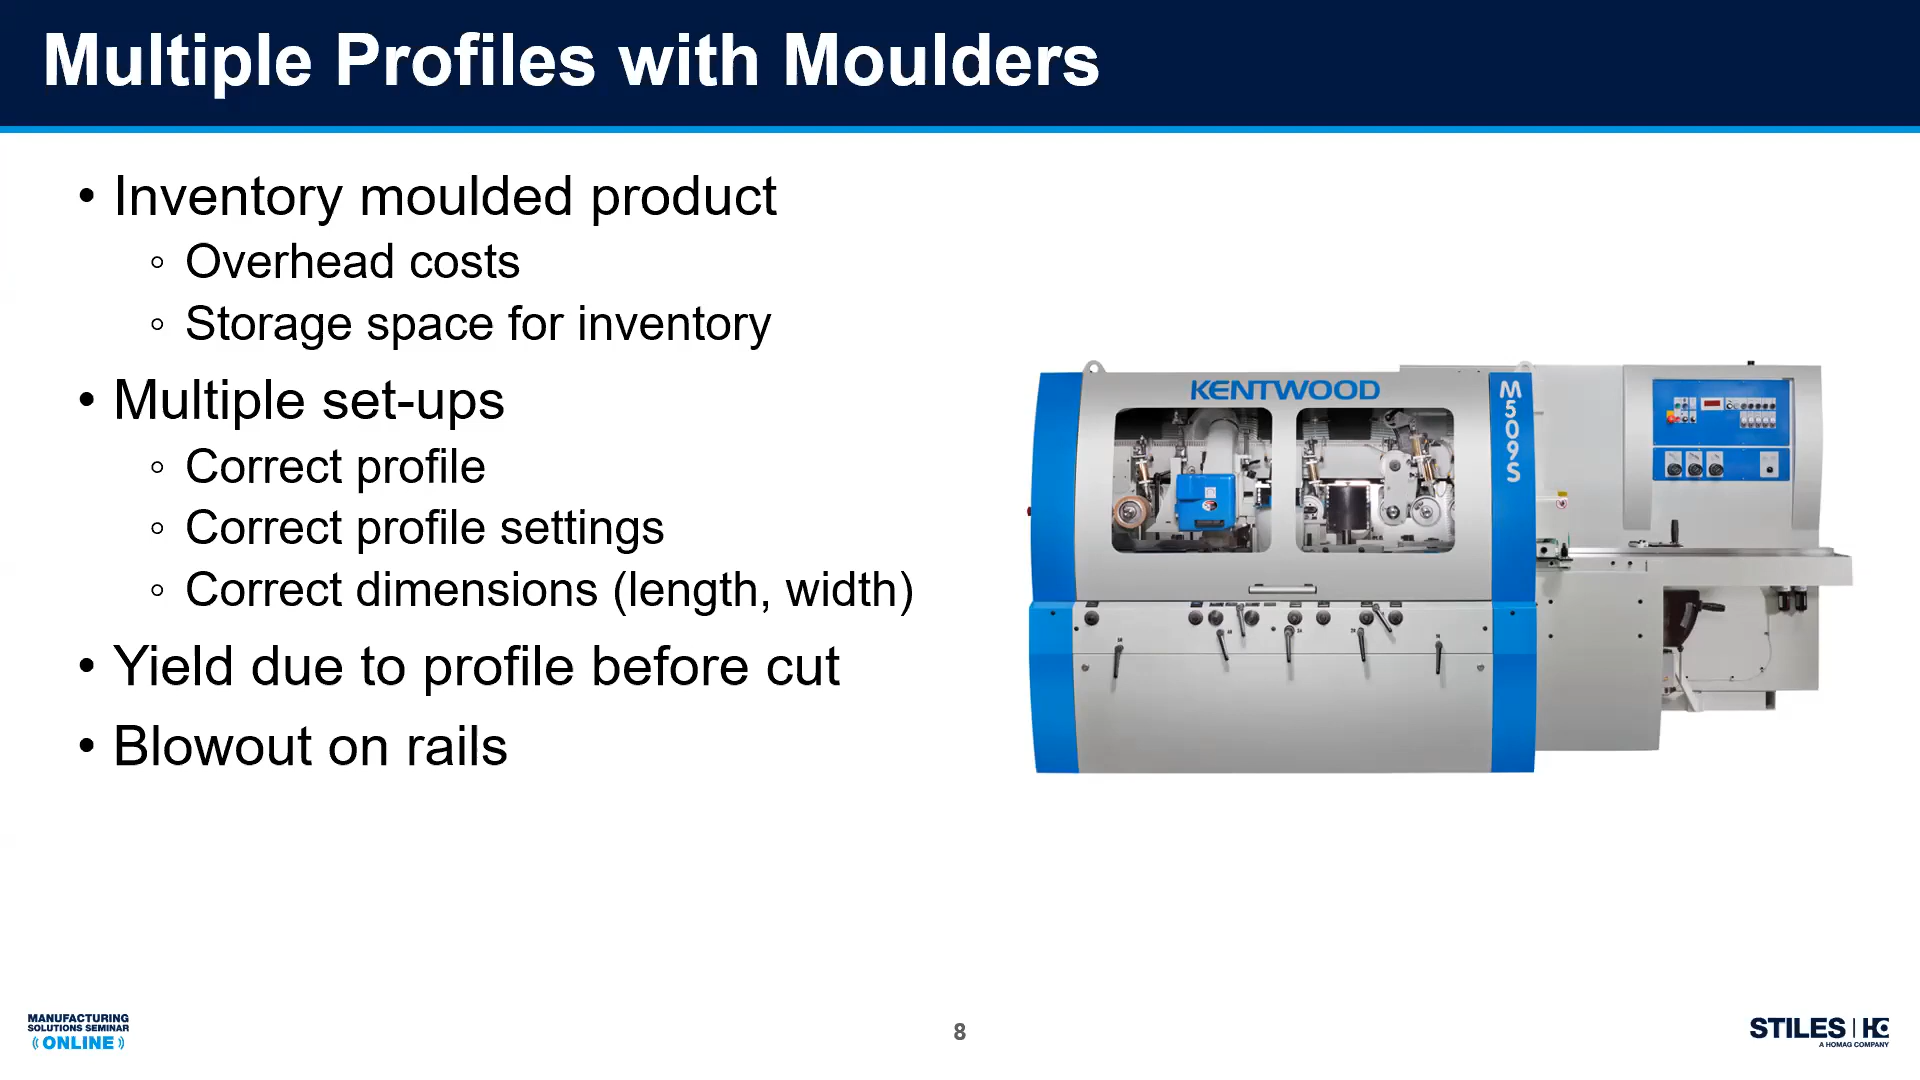 Multiple Profiles with Moulders
• Inventory moulded product
◦ Overhead costs
◦ Storage space for inventory
• Multiple set-ups
◦ Correct profile
◦ Correct profile settings
◦ Correct dimensions (length, width)
• Yield due to profile before cut
• Blowout on rails
KENTWOOD
M509S
MANUFACTURING
SOLUTIONS SEMINAR
ONLINE
8
STILES
A HOMAG COMPANY